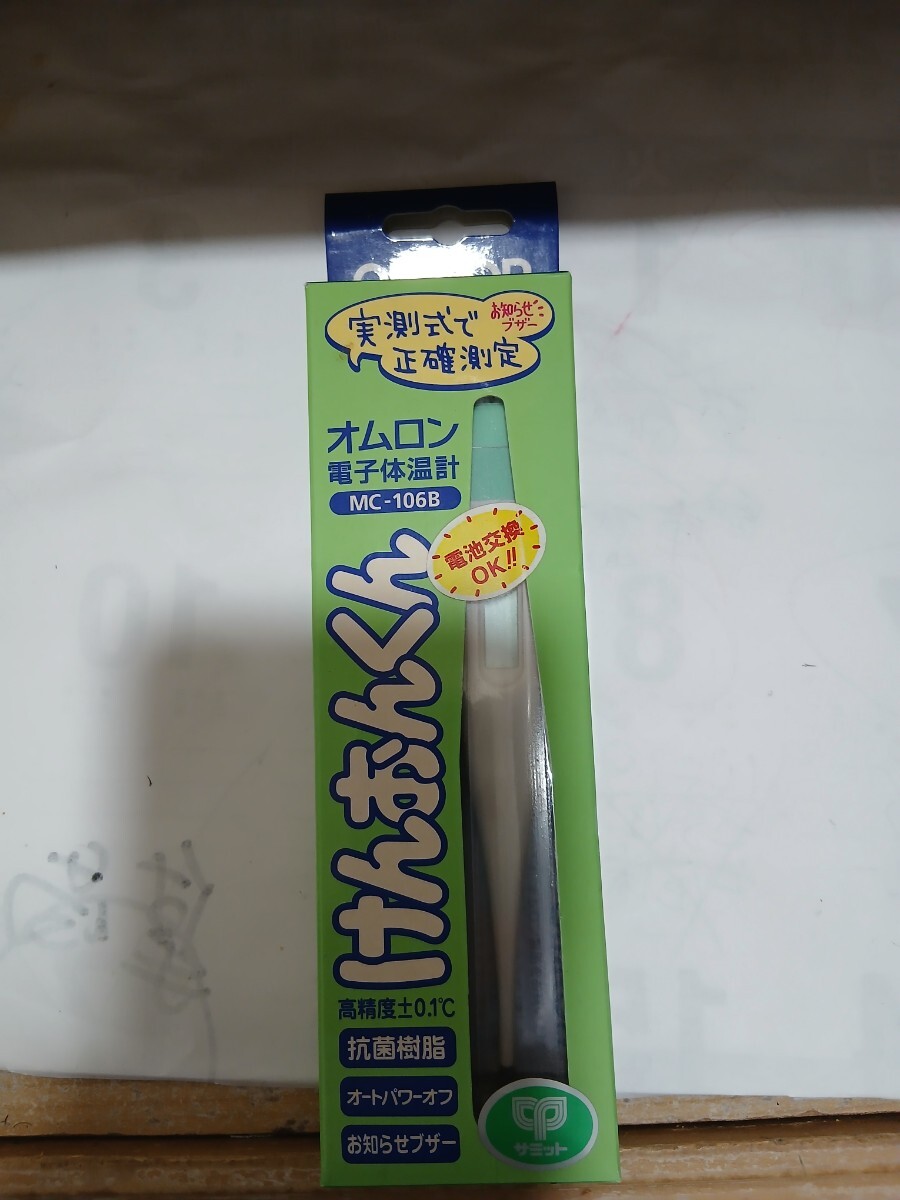 実測式で
正確測定
お知らせ
ブザー
オムロン
電子体温計
MC-106B
電池交換
OK!!
けんおんくん
高精度±0.1℃
抗菌樹脂
オートパワーオフ
お知らせブザー
サミット